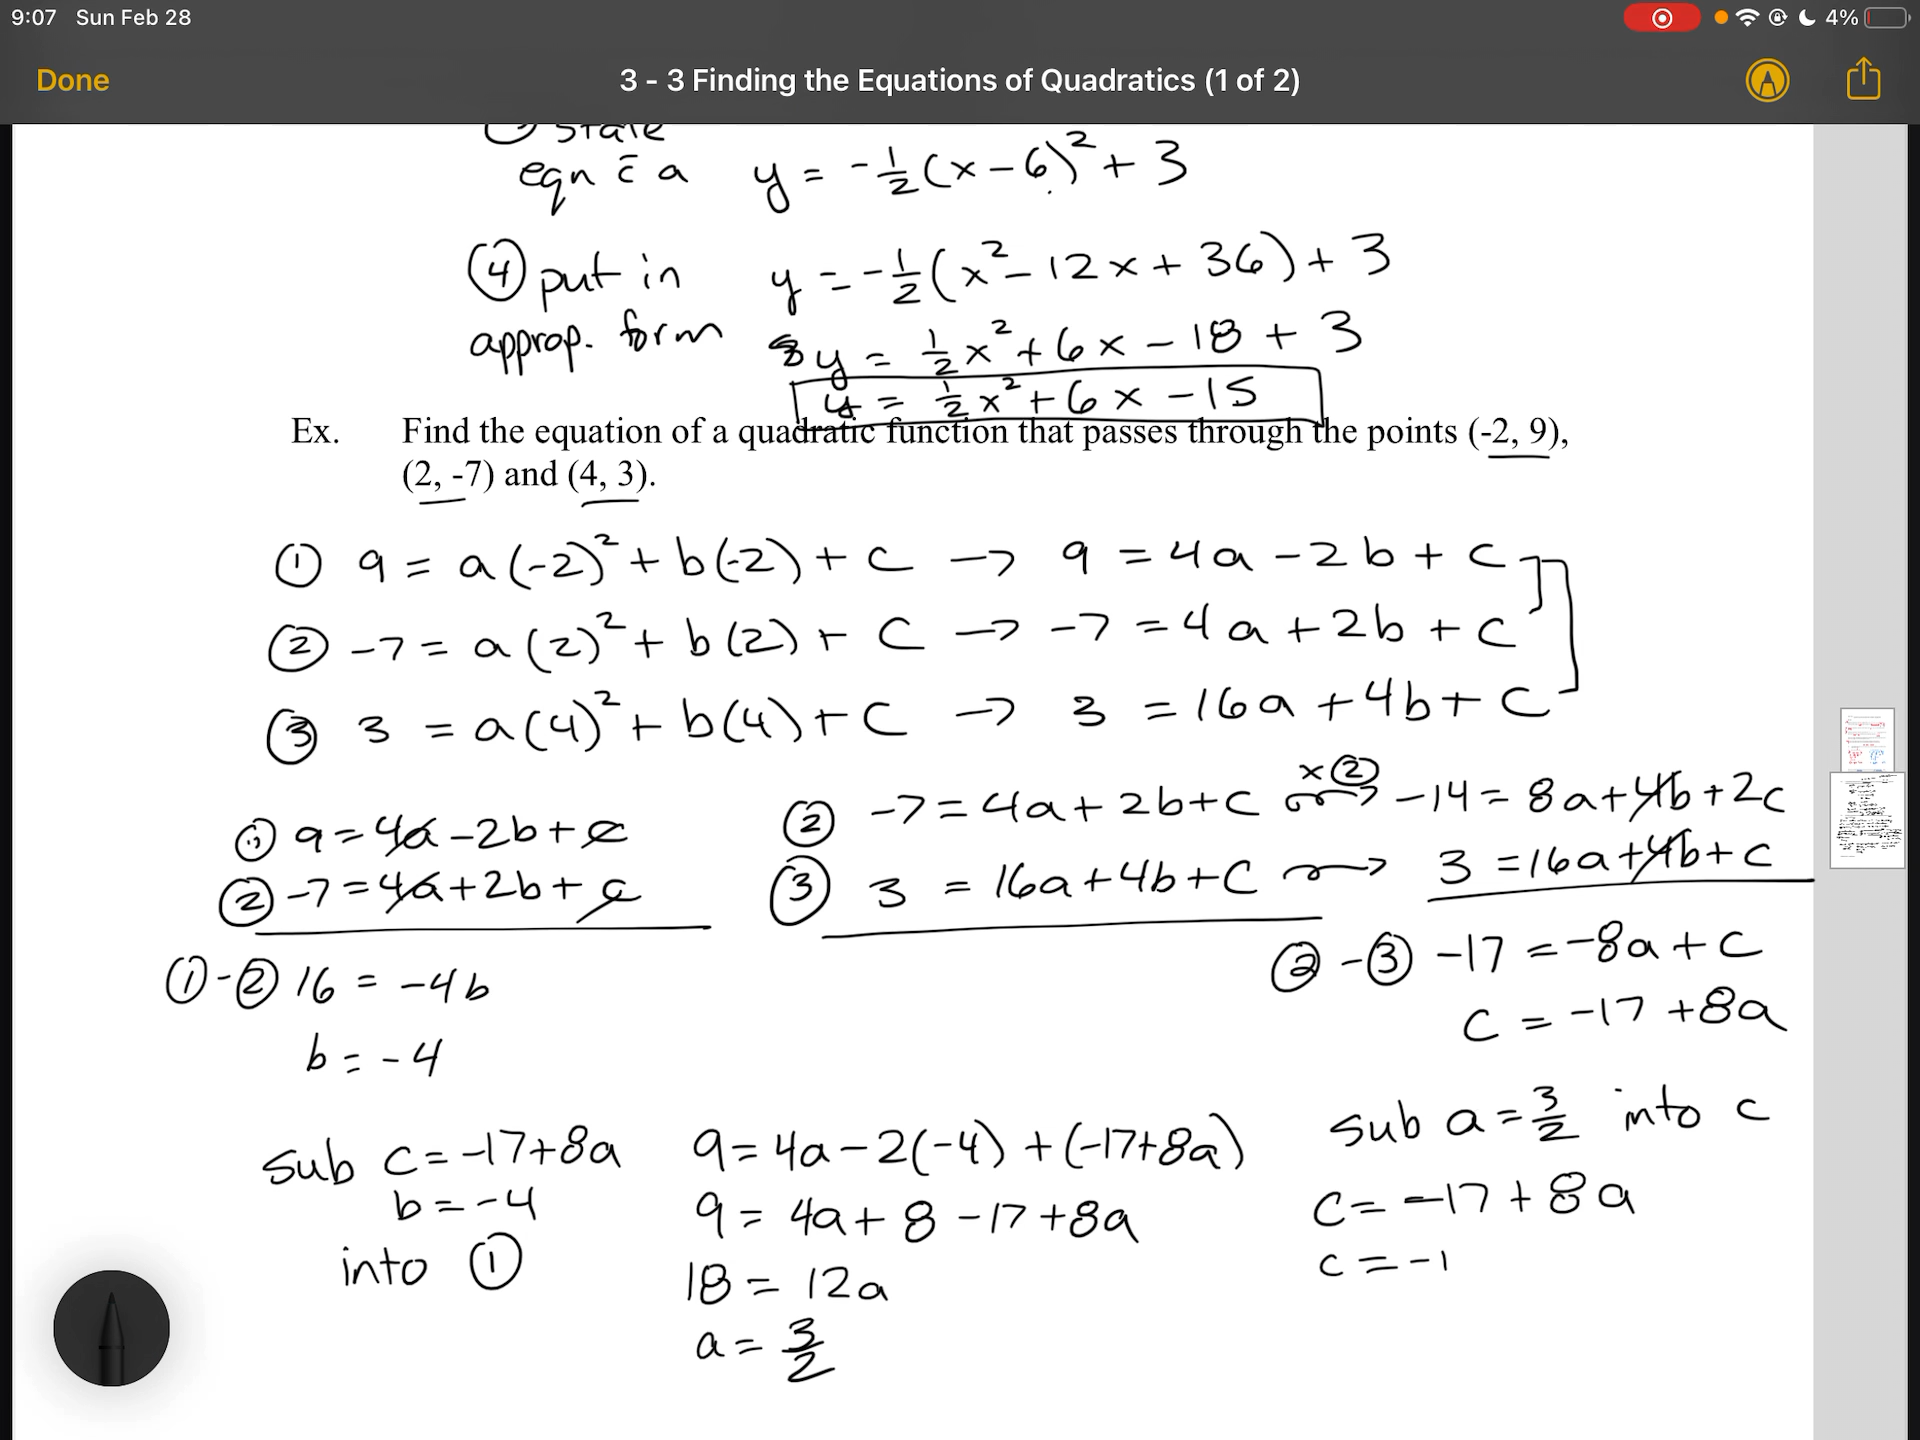 9:07 Sun Feb 28
4%
Done
3 - 3 Finding the Equations of Quadratics (1 of 2)
state
eqn c̄ a y = -½(x-6)² + 3
④ put in y = -½(x² - 12x + 36) + 3
approp. form y = ½x² + 6x - 18 + 3
y = ½x² + 6x - 15
Ex. Find the equation of a quadratic function that passes through the points (-2, 9),
(2, -7) and (4, 3).
① 9 = a(-2)² + b(-2) + c → 9 = 4a - 2b + c
② -7 = a(2)² + b(2) + c → -7 = 4a + 2b + c
③ 3 = a(4)² + b(4) + c → 3 = 16a + 4b + c
① 9 = 4a - 2b + c
② -7 = 4a + 2b + c
①-② 16 = -4b
b = -4
② -7 = 4a + 2b + c ×② → -14 = 8a + 4b + 2c
③ 3 = 16a + 4b + c → 3 = 16a + 4b + c
② - ③ -17 = -8a + c
c = -17 + 8a
sub c = -17 + 8a
b = -4
into ①
9 = 4a - 2(-4) + (-17 + 8a)
9 = 4a + 8 - 17 + 8a
18 = 12a
a = 3/2
sub a = 3/2 into c
c = -17 + 8a
c = -1